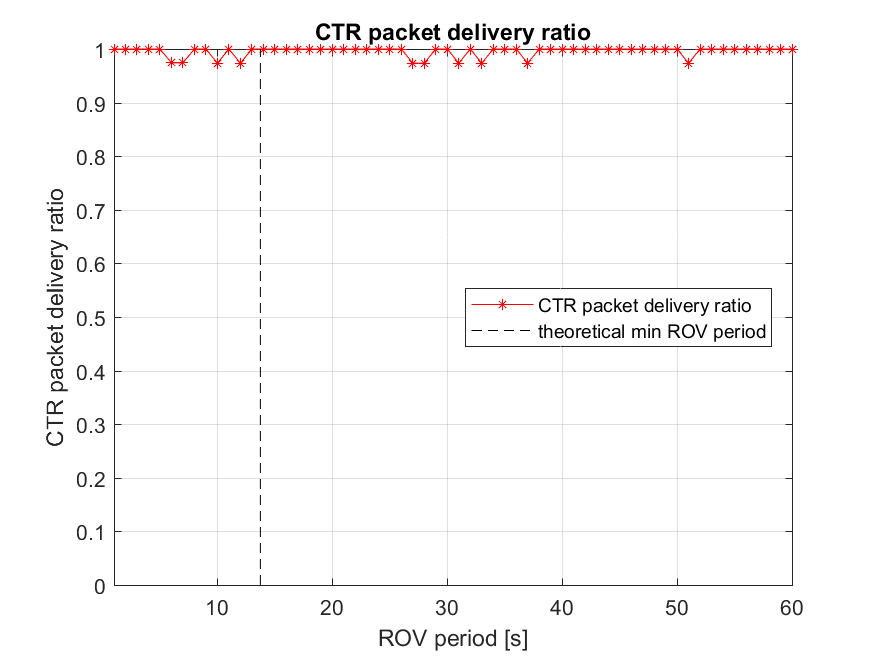 CTR packet delivery ratio
1
0.9
0.8
0.7
0.6
0.5
0.4
0.3
0.2
0.1
0
CTR packet delivery ratio
CTR packet delivery ratio
theoretical min ROV period
10 20 30 40 50 60
ROV period [s]